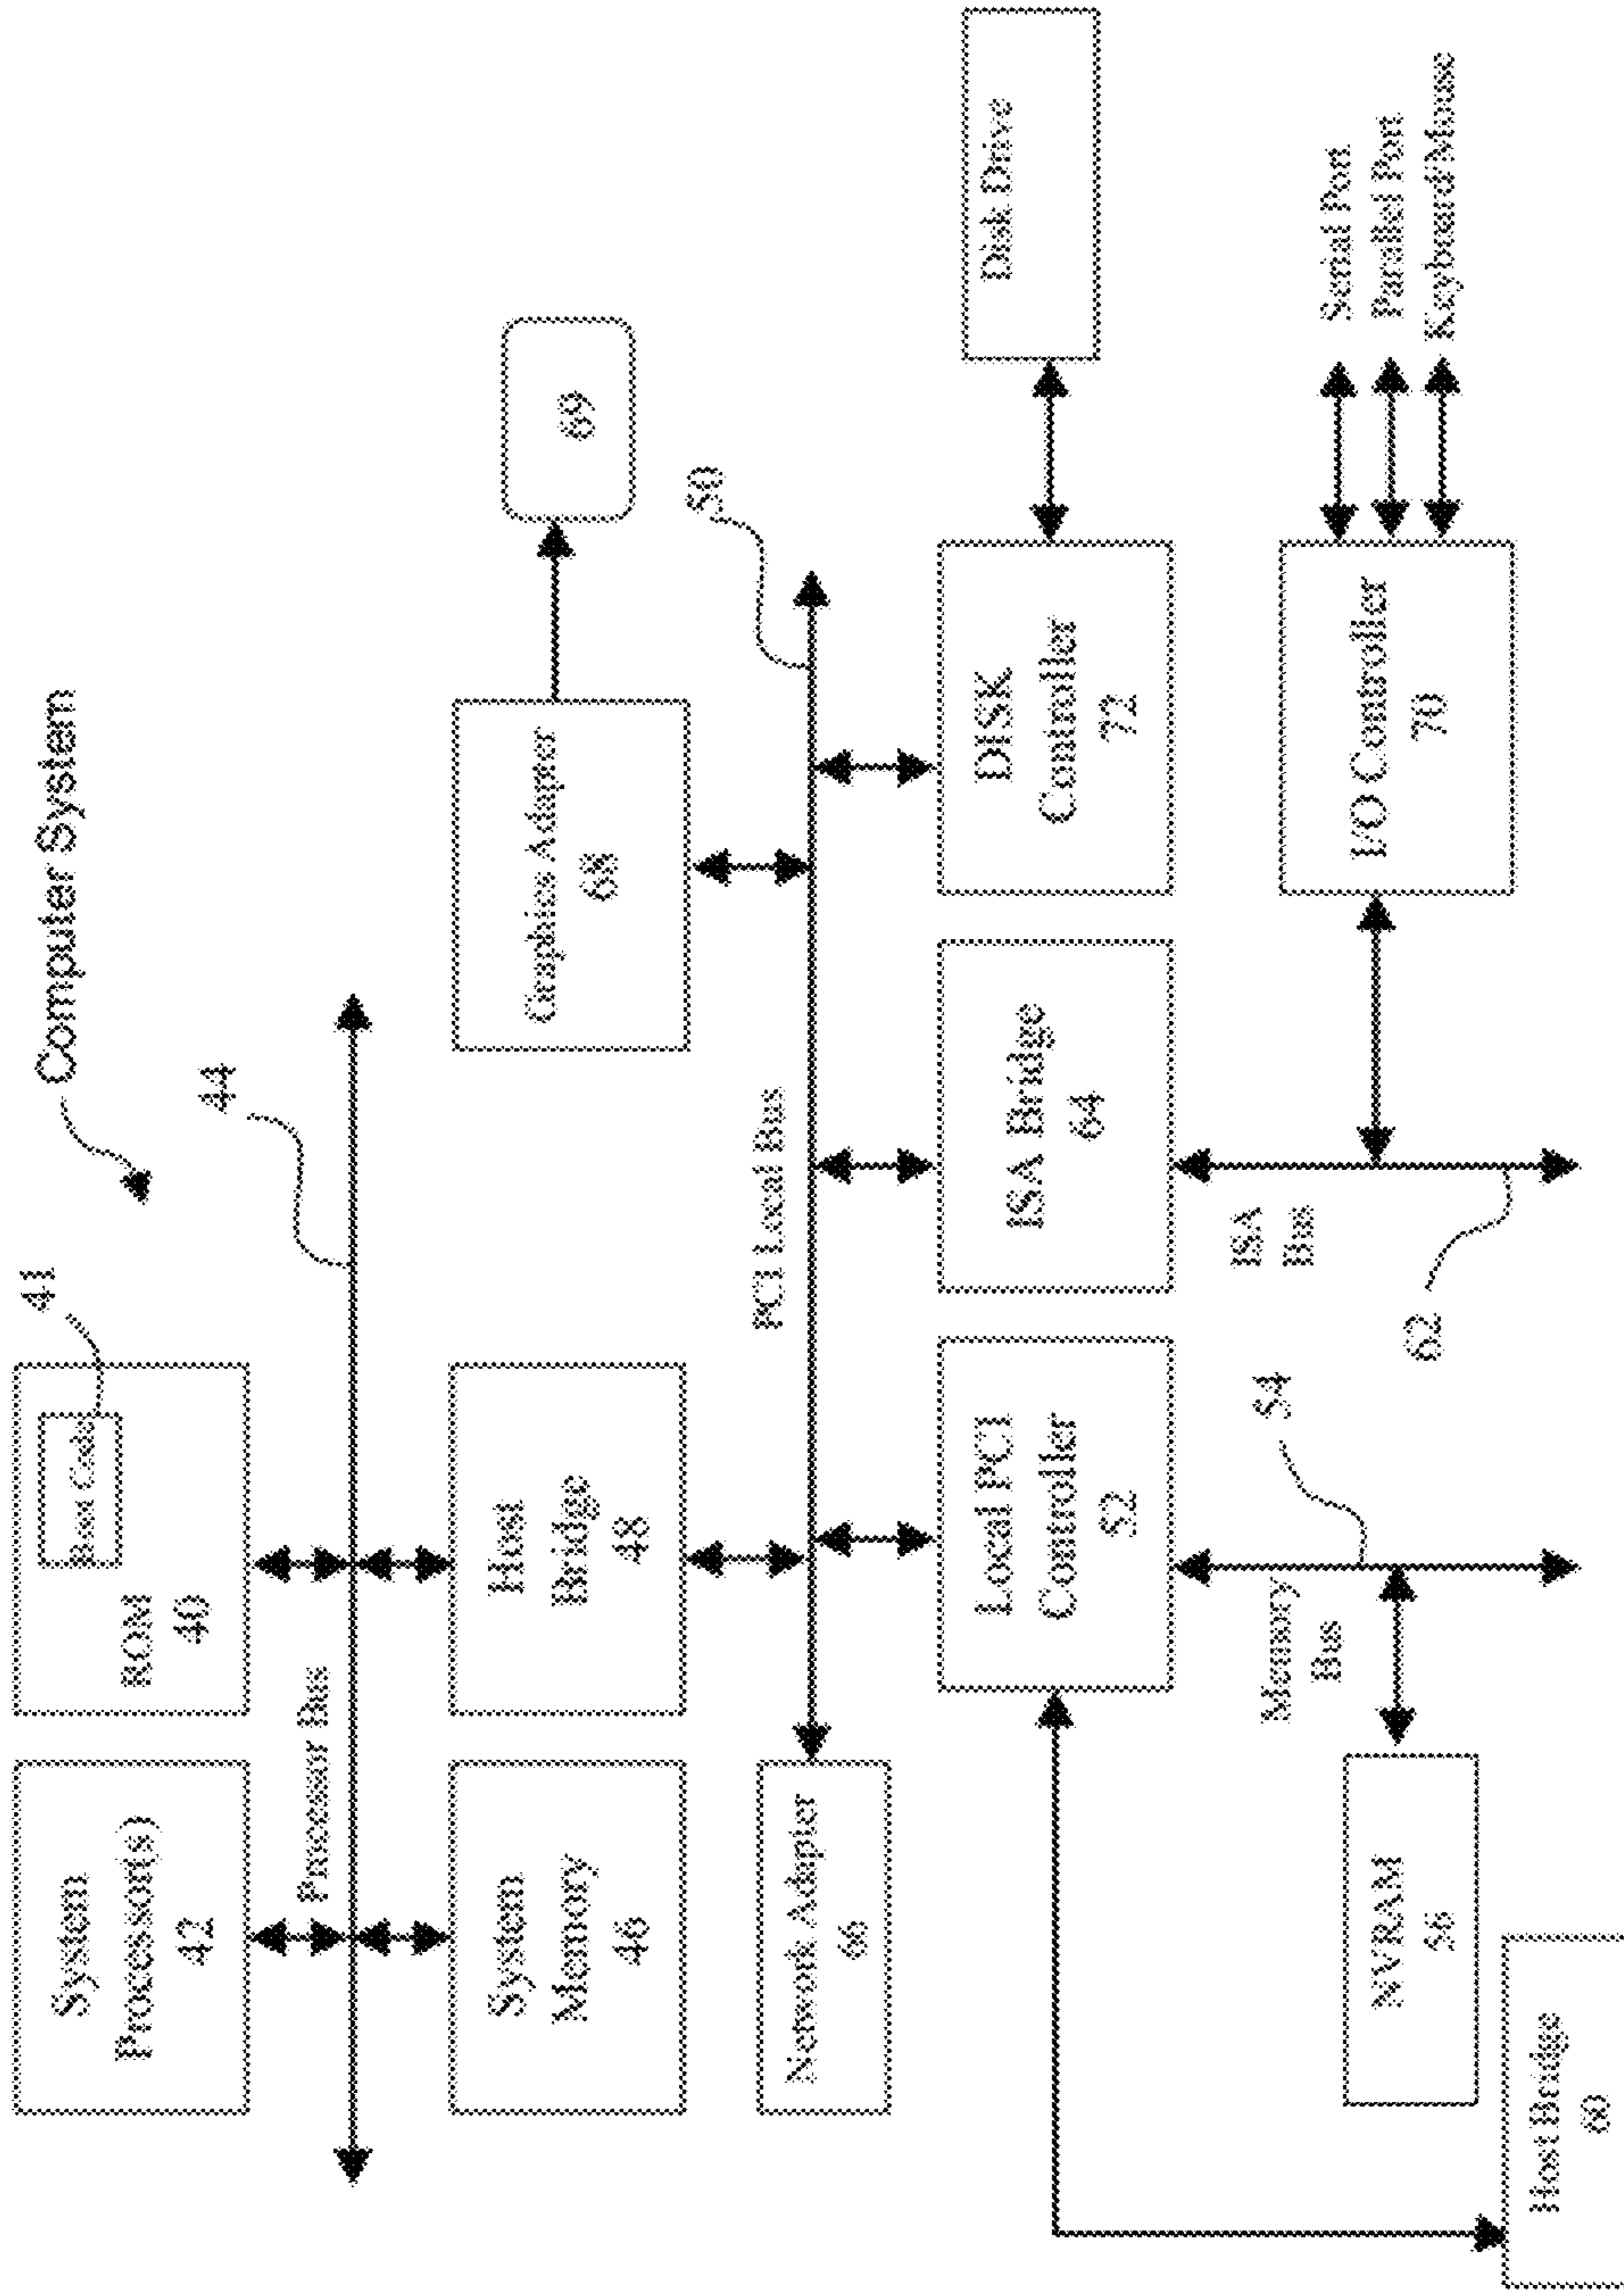 Computer System
System
Processor(s)
42
ROM
40
Boot Code
41
Processor Bus
44
System
Memory
46
Host
Bridge
48
Graphics Adapter
68
69
Network Adapter
66
PCI Local Bus
50
Local PCI
Controller
52
ISA Bridge
64
DISK
Controller
72
Disk Drive
Memory
Bus
54
ISA
Bus
62
I/O Controller
70
Serial Port
Parallel Port
Keyboard/Mouse
NVRAM
56
Host Bridge
60